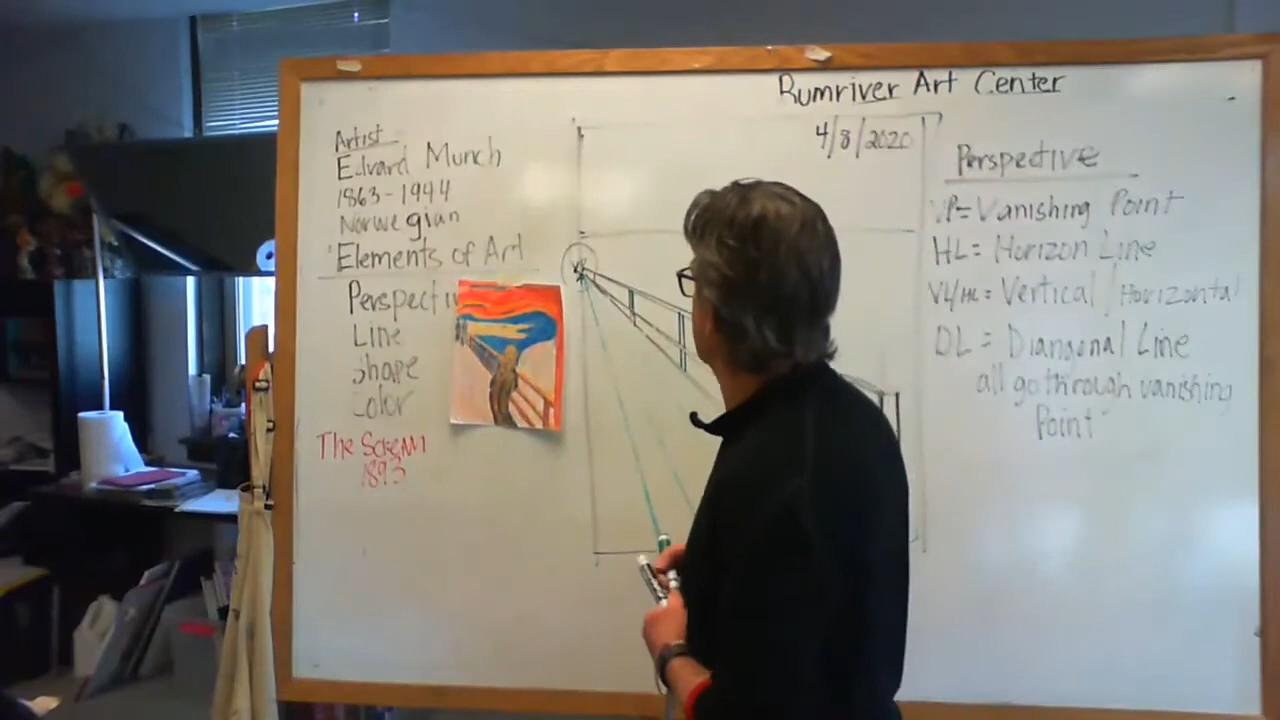 Rumriver Art Center
4/8/2020
Artist
Edvard Munch
1863-1944
Norwegian
Elements of Art
Line
Shape
Color
The Scream
1893
Perspective
VP=Vanishing Point
HL= Horizon Line
VL/HL= Vertical/Horizontal
DL = Diangonal Line
all go through vanishing
Point